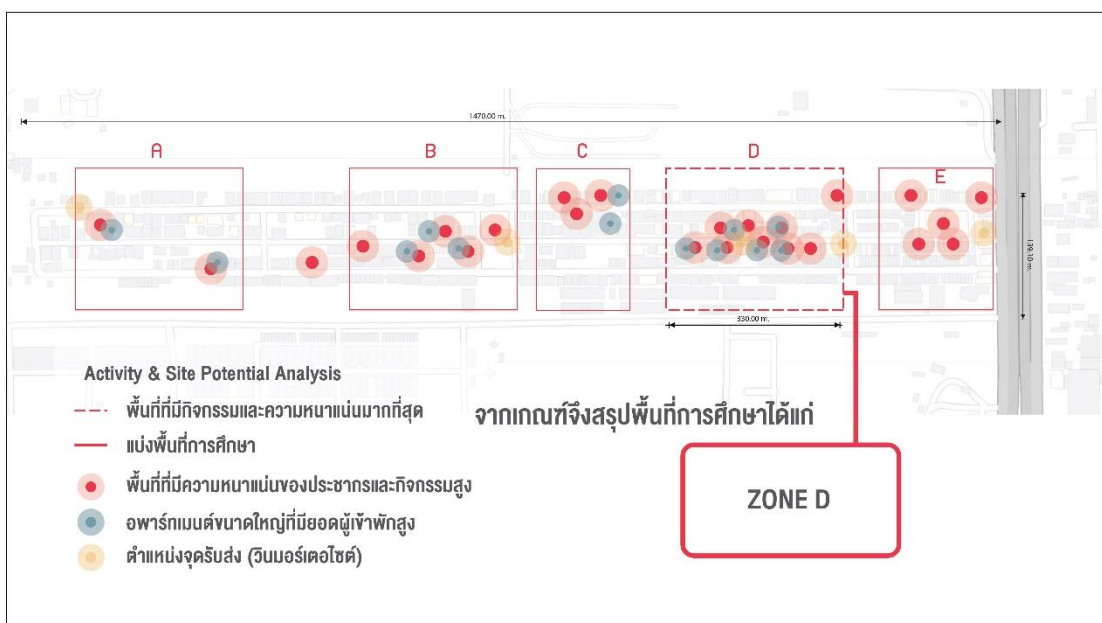 1470.00 m.
A
B
C
D
E
139.10 m.
330.00 m.
Activity & Site Potential Analysis
พื้นที่ที่มีกิจกรรมและความหนาแน่นมากที่สุด
แบ่งพื้นที่การศึกษา
พื้นที่ที่มีความหนาแน่นของประชากรและกิจกรรมสูง
อพาร์ทเมนต์ขนาดใหญ่ที่มียอดผู้เข้าพักสูง
ตำแหน่งจุดรับส่ง (วินมอร์เตอไซต์)
จากเกณฑ์จึงสรุปพื้นที่การศึกษาได้แก่
ZONE D